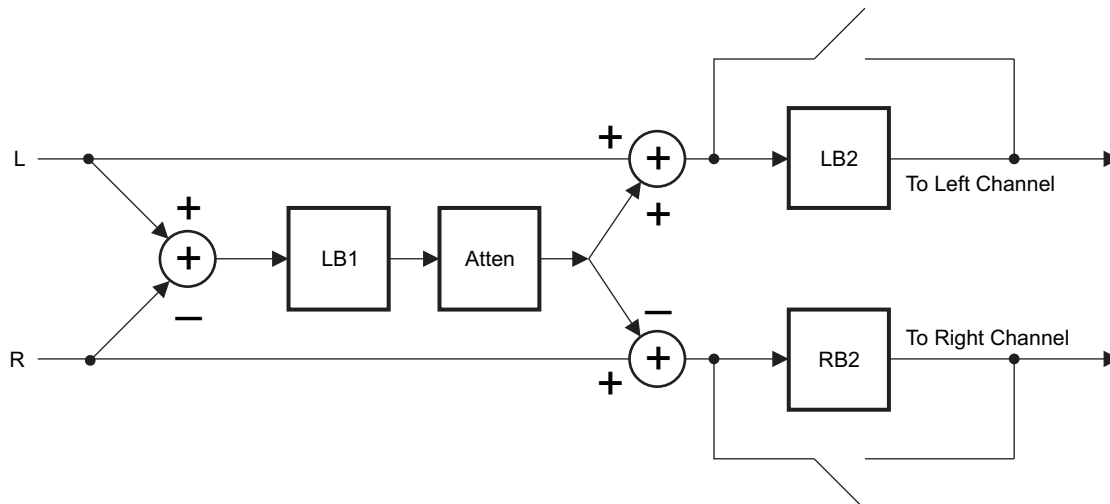 L
+
+
+
+
LB2
To Left Channel
+
+
LB1
Atten
−
−
R
+
+
RB2
To Right Channel